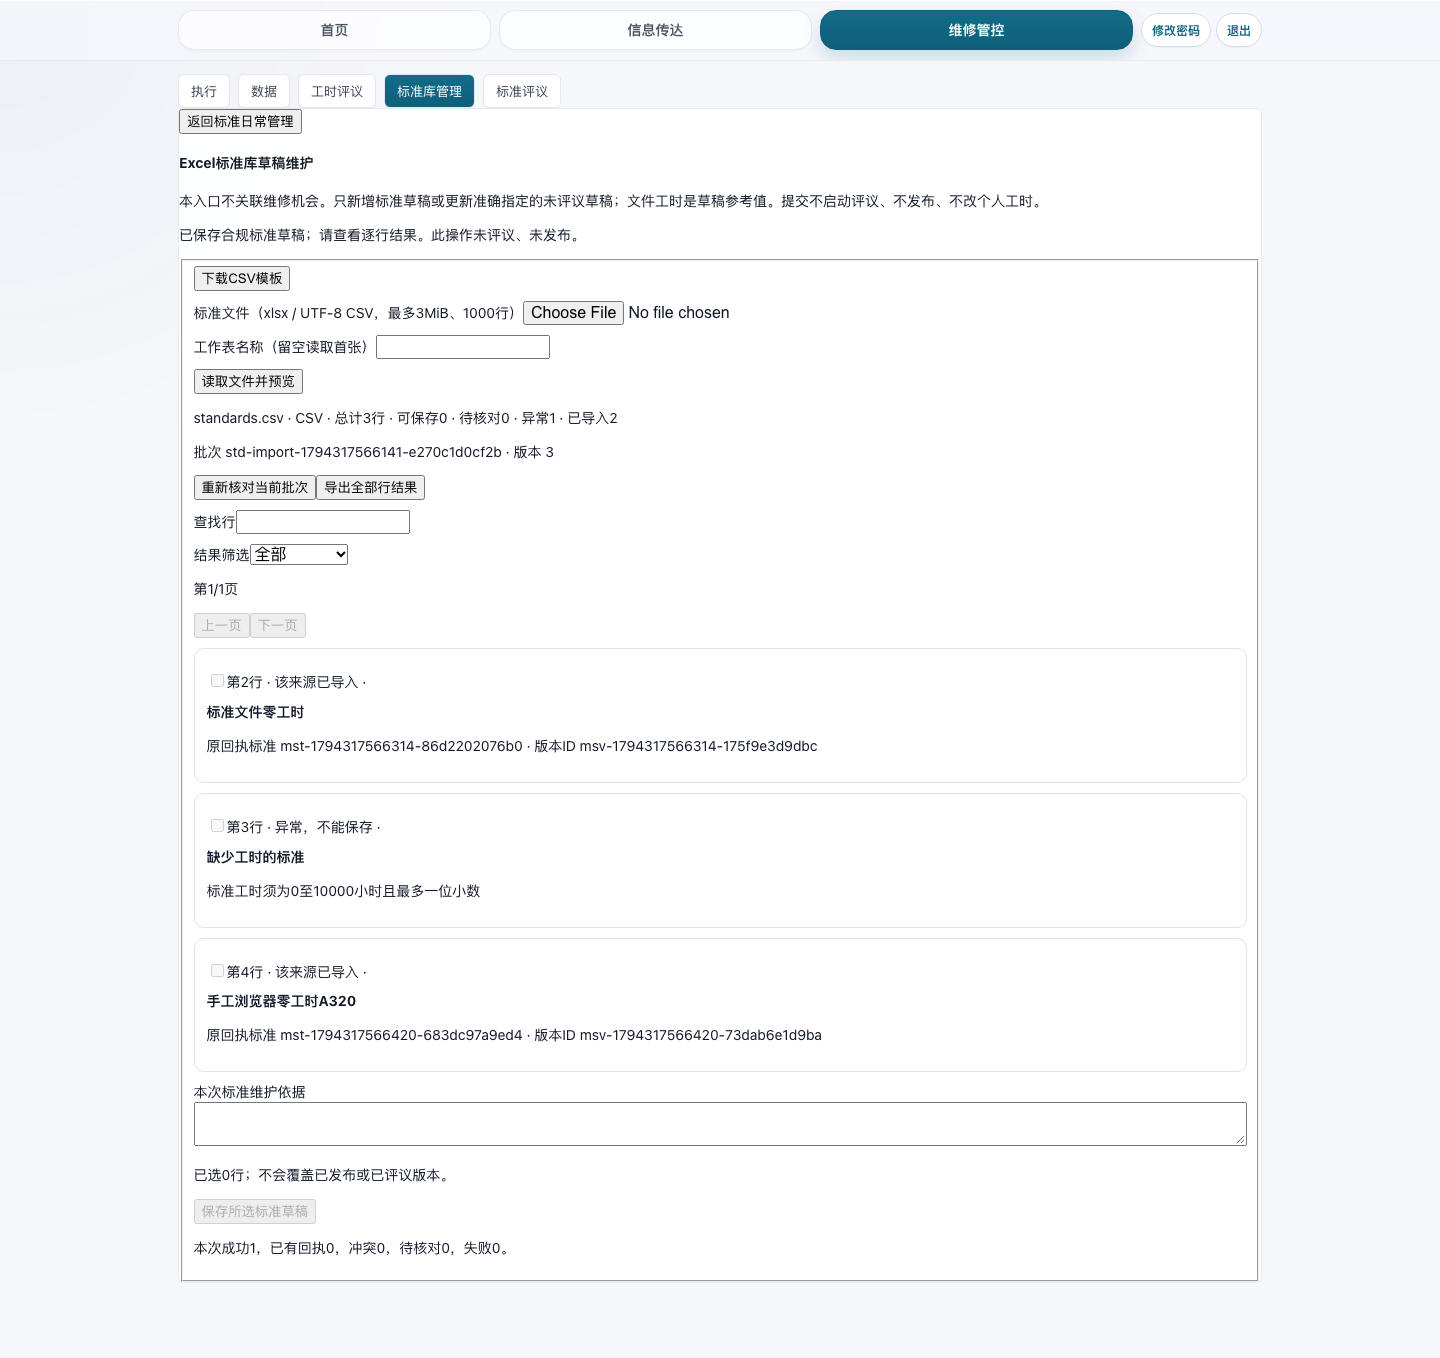 首页 信息传达 维修管控 修改密码 退出
执行 数据 工时评议 标准库管理 标准评议
返回标准日常管理
Excel标准库草稿维护
本入口不关联维修机会。只新增标准草稿或更新准确指定的未评议草稿；文件工时是草稿参考值。提交不启动评议、不发布、不改个人工时。
已保存合规标准草稿；请查看逐行结果。此操作未评议、未发布。
下载CSV模板
标准文件（xlsx / UTF-8 CSV，最多3MiB、1000行） Choose File No file chosen
工作表名称（留空读取首张）
读取文件并预览
standards.csv · CSV · 总计3行 · 可保存0 · 待核对0 · 异常1 · 已导入2
批次 std-import-1794317566141-e270c1d0cf2b · 版本 3
重新核对当前批次 导出全部行结果
查找行
结果筛选 全部
第1/1页
上一页 下一页
第2行 · 该来源已导入 ·
标准文件零工时
原回执标准 mst-1794317566314-86d2202076b0 · 版本ID msv-1794317566314-175f9e3d9dbc
第3行 · 异常，不能保存 ·
缺少工时的标准
标准工时须为0至10000小时且最多一位小数
第4行 · 该来源已导入 ·
手工浏览器零工时A320
原回执标准 mst-1794317566420-683dc97a9ed4 · 版本ID msv-1794317566420-73dab6e1d9ba
本次标准维护依据
已选0行；不会覆盖已发布或已评议版本。
保存所选标准草稿
本次成功1，已有回执0，冲突0，待核对0，失败0。